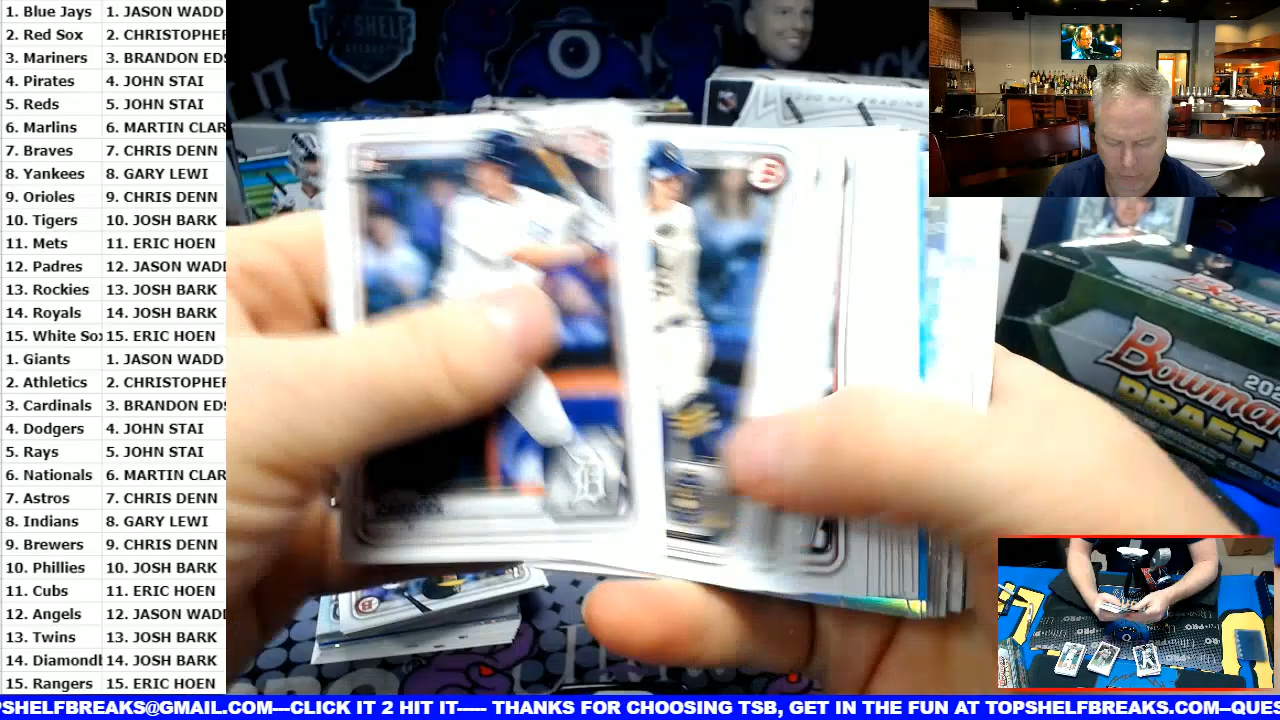 1. Blue Jays 1. JASON WADD
2. Red Sox 2. CHRISTOPHER
3. Mariners 3. BRANDON EDS
4. Pirates 4. JOHN STAI
5. Reds 5. JOHN STAI
6. Marlins 6. MARTIN CLAR
7. Braves 7. CHRIS DENN
8. Yankees 8. GARY LEWI
9. Orioles 9. CHRIS DENN
10. Tigers 10. JOSH BARK
11. Mets 11. ERIC HOEN
12. Padres 12. JASON WADD
13. Rockies 13. JOSH BARK
14. Royals 14. JOSH BARK
15. White Sox 15. ERIC HOEN
1. Giants 1. JASON WADD
2. Athletics 2. CHRISTOPHER
3. Cardinals 3. BRANDON EDS
4. Dodgers 4. JOHN STAI
5. Rays 5. JOHN STAI
6. Nationals 6. MARTIN CLAR
7. Astros 7. CHRIS DENN
8. Indians 8. GARY LEWI
9. Brewers 9. CHRIS DENN
10. Phillies 10. JOSH BARK
11. Cubs 11. ERIC HOEN
12. Angels 12. JASON WADD
13. Twins 13. JOSH BARK
14. Diamond 14. JOSH BARK
15. Rangers 15. ERIC HOEN
TOPSHELF
BREAKS
Bowman
DRAFT
PSHELFBREAKS@GMAIL.COM---CLICK IT 2 HIT IT----- THANKS FOR CHOOSING TSB, GET IN THE FUN AT TOPSHELFBREAKS.COM--QUES